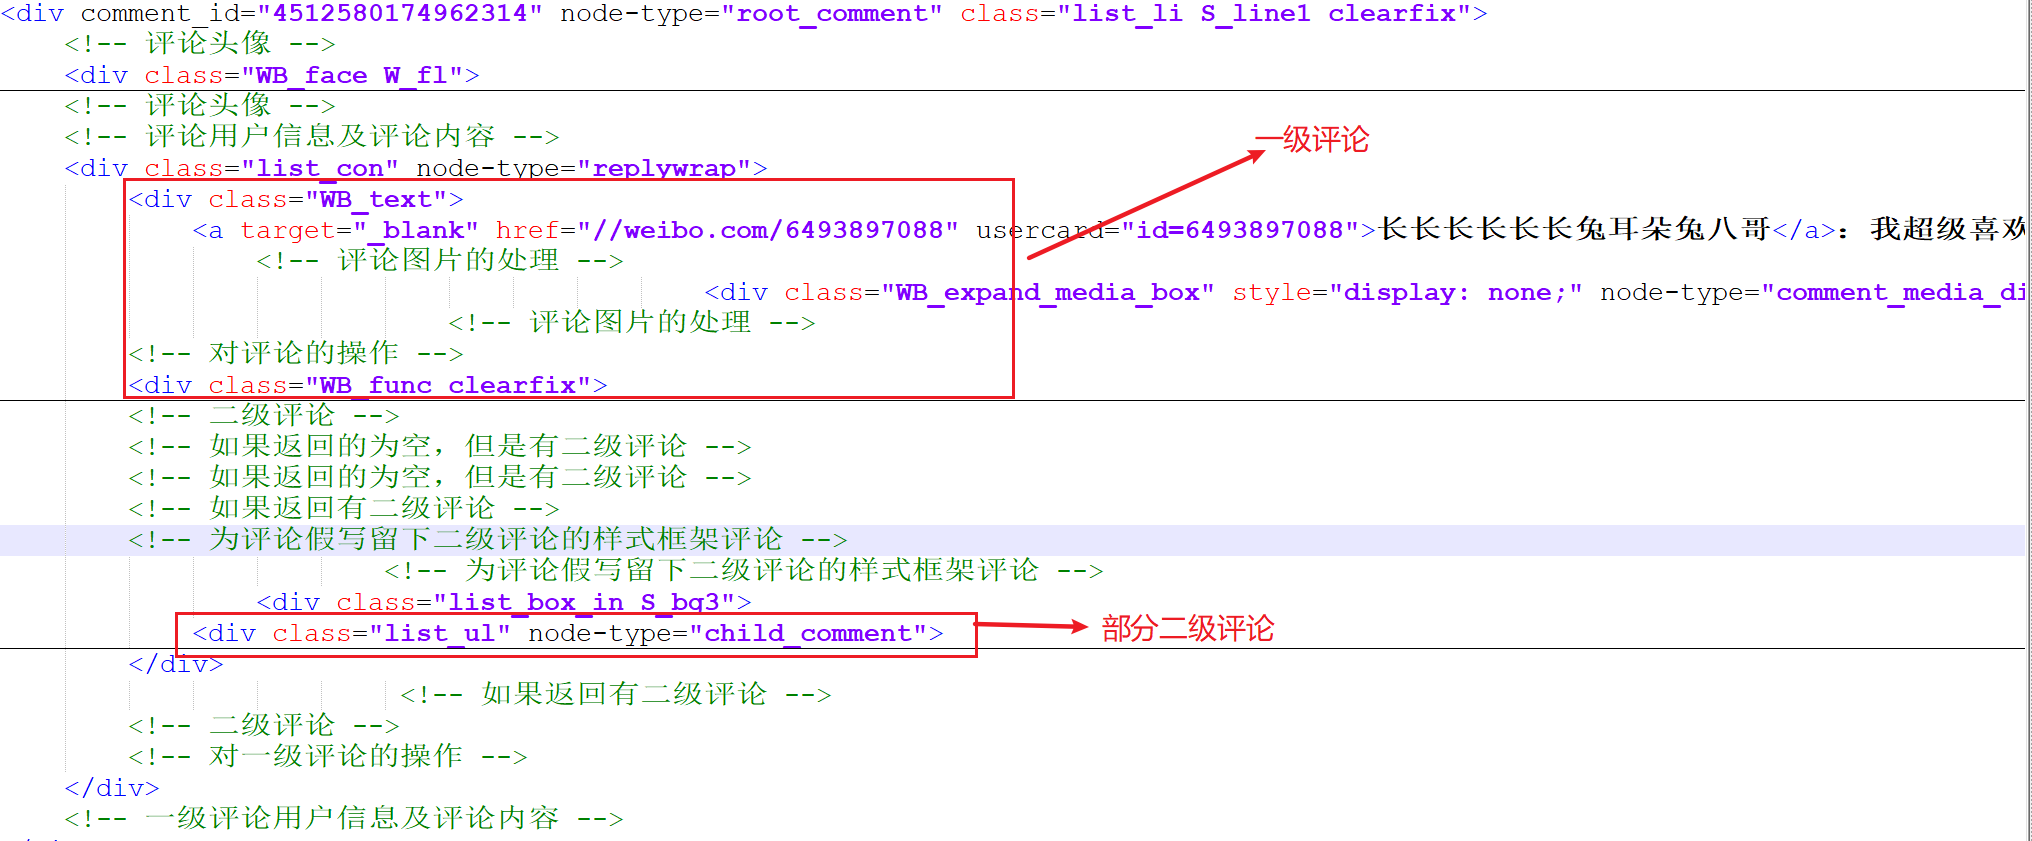 <div comment_id="4512580174962314" node-type="root_comment" class="list_li S_line1 clearfix">
<!-- 评论头像 -->
<div class="WB_face W_fl">
<!-- 评论头像 -->
<!-- 评论用户信息及评论内容 -->
<div class="list_con" node-type="replywrap">
一级评论
<div class="WB_text">
<a target="_blank" href="//weibo.com/6493897088" usercard="id=6493897088">长长长长长长兔耳朵兔八哥</a>：我超级喜欢
<!-- 评论图片的处理 -->
<div class="WB_expand_media_box" style="display: none;" node-type="comment_media_di
<!-- 评论图片的处理 -->
<!-- 对评论的操作 -->
<div class="WB_func clearfix">
<!-- 二级评论 -->
<!-- 如果返回的为空，但是有二级评论 -->
<!-- 如果返回的为空，但是有二级评论 -->
<!-- 如果返回有二级评论 -->
<!-- 为评论假写留下二级评论的样式框架评论 -->
<!-- 为评论假写留下二级评论的样式框架评论 -->
<div class="list_box_in S_bg3">
<div class="list_ul" node-type="child_comment">
部分二级评论
</div>
<!-- 如果返回有二级评论 -->
<!-- 二级评论 -->
<!-- 对一级评论的操作 -->
</div>
<!-- 一级评论用户信息及评论内容 -->